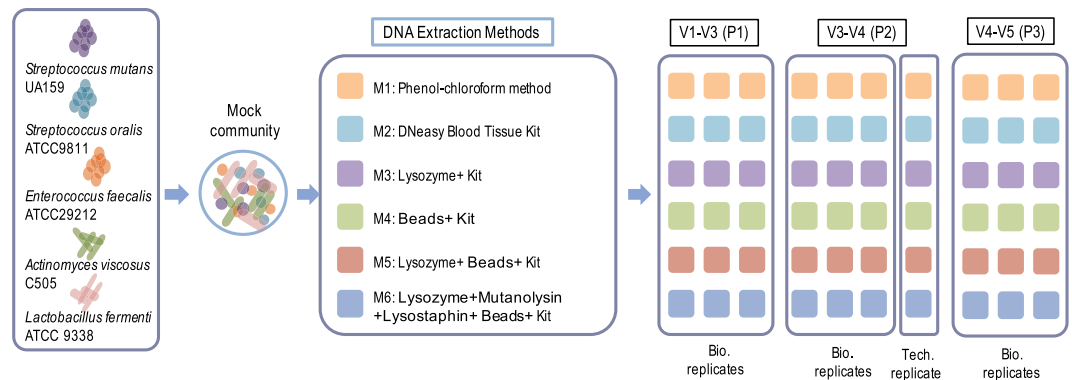 Streptococcus mutans
UA159
Streptococcus oralis
ATCC9811
Enterococcus faecalis
ATCC29212
Actinomyces viscosus
C505
Lactobacillus fermenti
ATCC 9338
Mock
community
DNA Extraction Methods
M1: Phenol-chloroform method
M2: DNeasy Blood Tissue Kit
M3: Lysozyme+ Kit
M4: Beads+ Kit
M5: Lysozyme+ Beads+ Kit
M6: Lysozyme+Mutanolysin
+Lysostaphin+ Beads+ Kit
V1-V3 (P1)
V3-V4 (P2)
V4-V5 (P3)
Bio.
replicates
Bio.
replicates
Tech.
replicate
Bio.
replicates